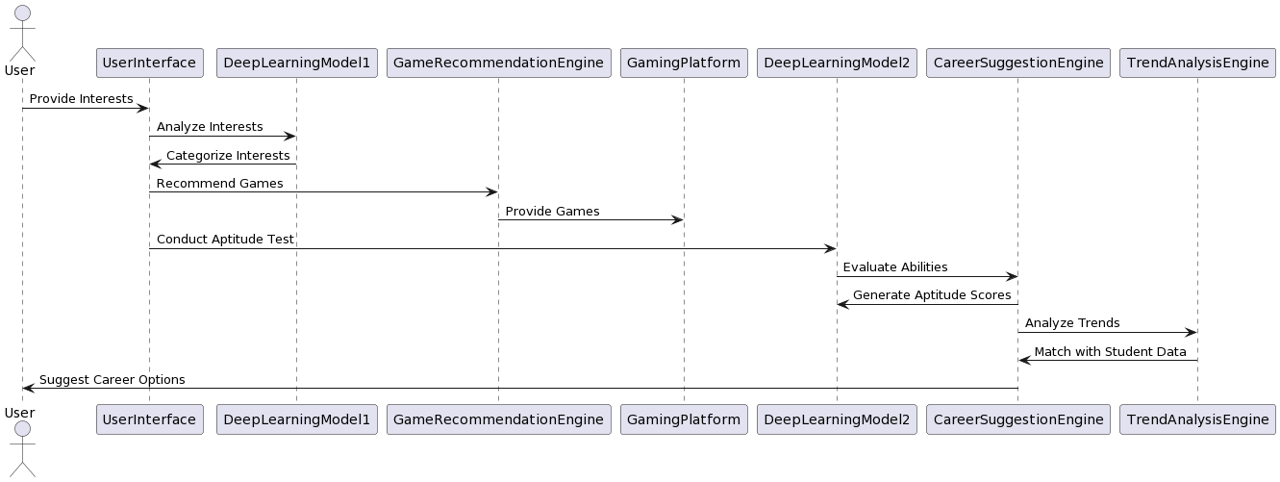 User
UserInterface
DeepLearningModel1
GameRecommendationEngine
GamingPlatform
DeepLearningModel2
CareerSuggestionEngine
TrendAnalysisEngine
Provide Interests
Analyze Interests
Categorize Interests
Recommend Games
Provide Games
Conduct Aptitude Test
Evaluate Abilities
Generate Aptitude Scores
Analyze Trends
Match with Student Data
Suggest Career Options
User
UserInterface
DeepLearningModel1
GameRecommendationEngine
GamingPlatform
DeepLearningModel2
CareerSuggestionEngine
TrendAnalysisEngine